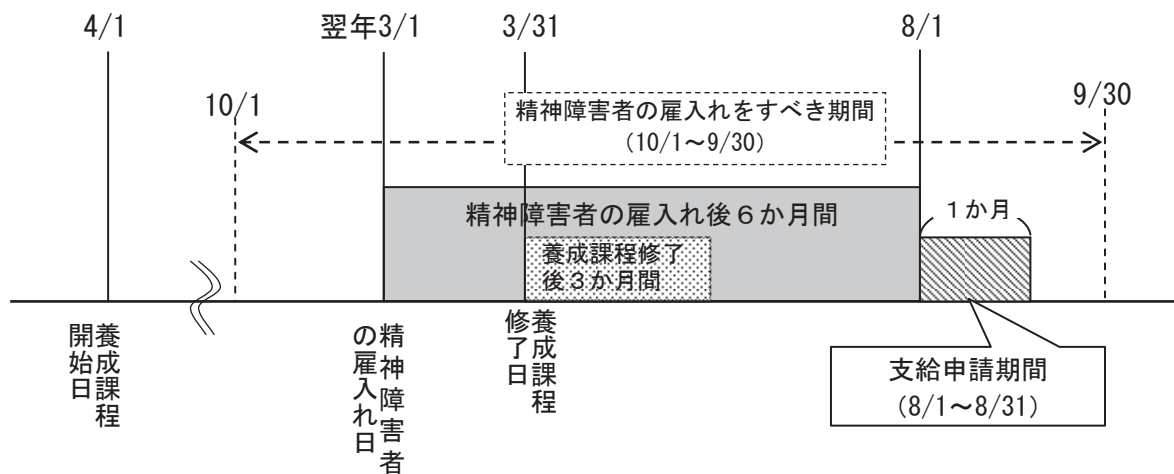 4/1
翌年3/1
3/31
8/1
10/1
9/30
精神障害者の雇入れをすべき期間
(10/1～9/30)
精神障害者の雇入れ後６か月間
１か月
養成課程修了
後３か月間
養成課程
開始日
精神障害者
の雇入れ日
養成課程
修了日
支給申請期間
(8/1～8/31)